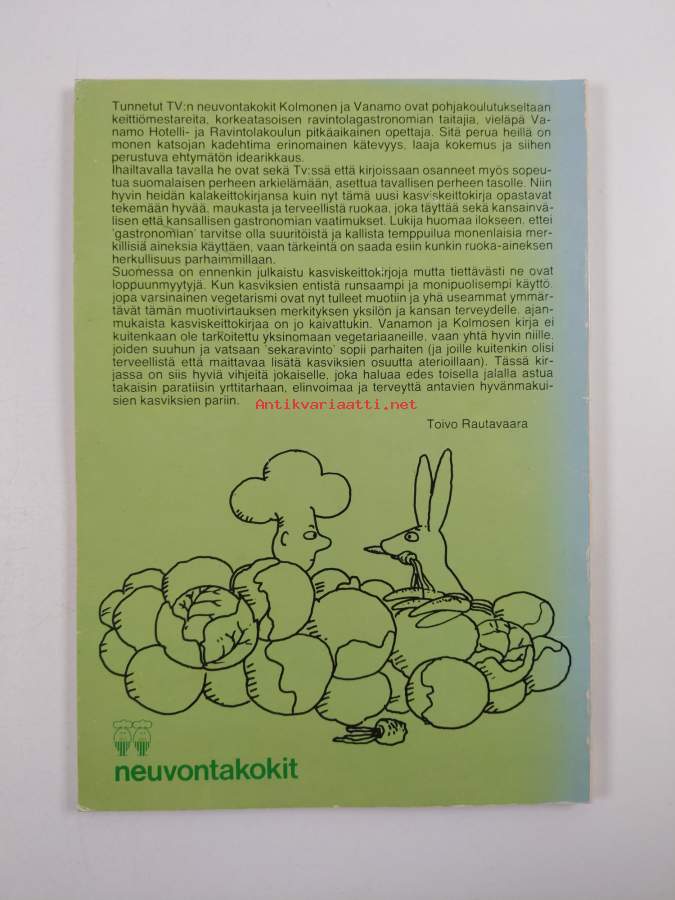 Tunnetut TV:n neuvontakokit Kolmonen ja Vanamo ovat pohjakoulutukseltaan
keittiömestareita, korkeatasoisen ravintolagastronomian taitajia, vieläpä Va-
namo Hotelli- ja Ravintolakoulun pitkäaikainen opettaja. Sitä perua heillä on
monen katsojan kadehtima erinomainen kätevyys, laaja kokemus ja siihen
perustuva ehtymätön idearikkaus.
Ihailtavalla tavalla he ovat sekä Tv:ssä että kirjoissaan osanneet myös sopeu-
tua suomalaisen perheen arkielämään, asettua tavallisen perheen tasolle. Niin
hyvin heidän kalakeittokirjansa kuin nyt tämä uusi kasviskeittokirja opastavat
tekemään hyvää, maukasta ja terveellistä ruokaa, joka täyttää sekä kansainvä-
lisen että kansallisen gastronomian vaatimukset. Lukija huomaa ilokseen, ettei
'gastronomian' tarvitse olla suuritöistä ja kallista temppuilua monenlaisia mer-
killisiä aineksia käyttäen, vaan tärkeintä on saada esiin kunkin ruoka-aineksen
herkullisuus parhaimmillaan.
Suomessa on ennenkin julkaistu kasviskeittokirjoja mutta tiettävästi ne ovat
loppuunmyytyjä. Kun kasviksien entistä runsaampi ja monipuolisempi käyttö,
jopa varsinainen vegetarismi ovat nyt tulleet muotiin ja yhä useammat ymmär-
tävät tämän muotivirtauksen merkityksen yksilön ja kansan terveydelle, ajan-
mukaista kasviskeittokirjaa on jo kaivattukin. Vanamon ja Kolmosen kirja ei
kuitenkaan ole tarkoitettu yksinomaan vegetariaaneille, vaan yhtä hyvin niille,
joiden suuhun ja vatsaan 'sekaravinto' sopii parhaiten (ja joille kuitenkin olisi
terveellistä että maittavaa lisätä kasviksien osuutta aterioillaan). Tässä kir-
jassa on siis hyviä vihjeitä jokaiselle, joka haluaa edes toisella jalalla astua
takaisin paratiisin yrttitarhaan, elinvoimaa ja terveyttä antavien hyvänmakui-
sien kasviksien pariin.
Antikvariaatti.net
Toivo Rautavaara
neuvontakokit